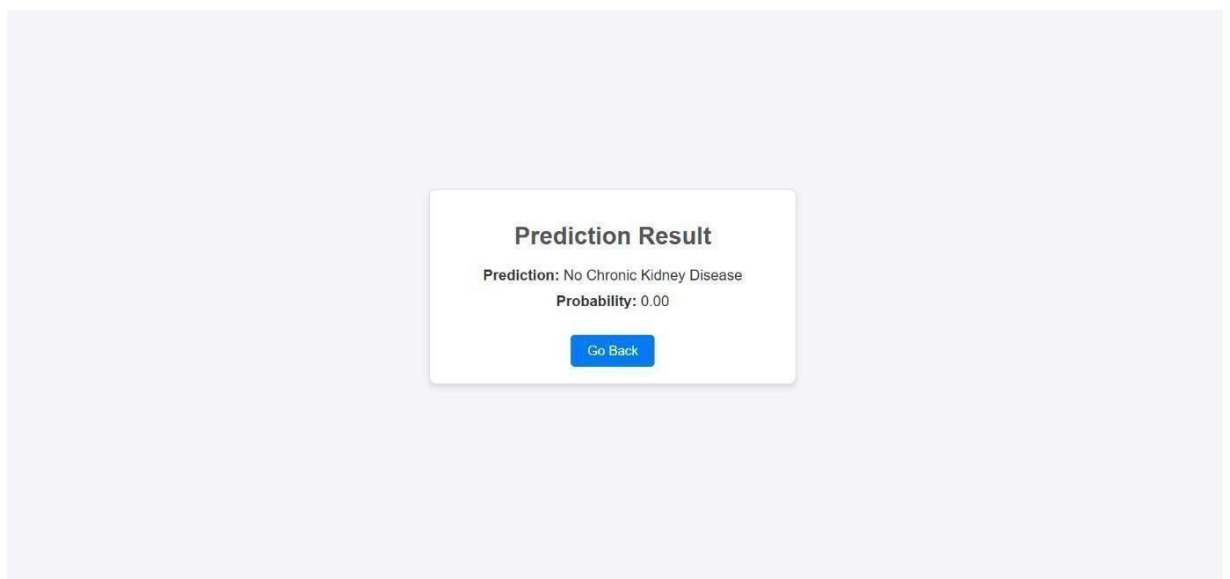 Prediction Result
Prediction: No Chronic Kidney Disease
Probability: 0.00
Go Back